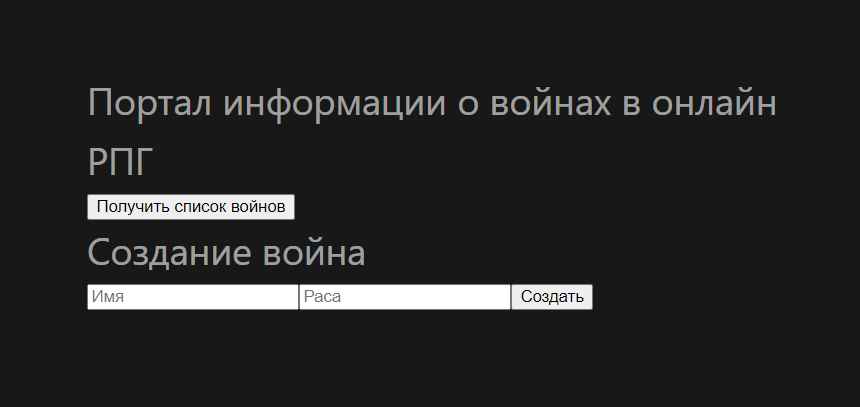 Портал информации о войнах в онлайн
РПГ
Получить список войнов
Создание война
Имя Раса Создать